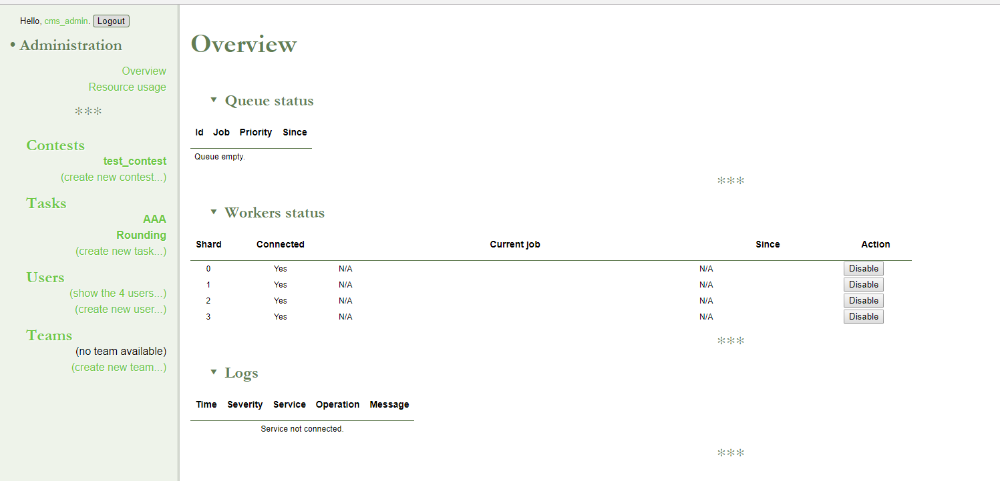 Hello, cms_admin. Logout
• Administration
Overview
Resource usage
***
Contests
test_contest
(create new contest...)
Tasks
AAA
Rounding
(create new task...)
Users
(show the 4 users...)
(create new user...)
Teams
(no team available)
(create new team...)
Overview
▼ Queue status
Id Job Priority Since
Queue empty.
***
▼ Workers status
Shard Connected Current job Since Action
0 Yes N/A N/A Disable
1 Yes N/A N/A Disable
2 Yes N/A N/A Disable
3 Yes N/A N/A Disable
***
▼ Logs
Time Severity Service Operation Message
Service not connected.
***